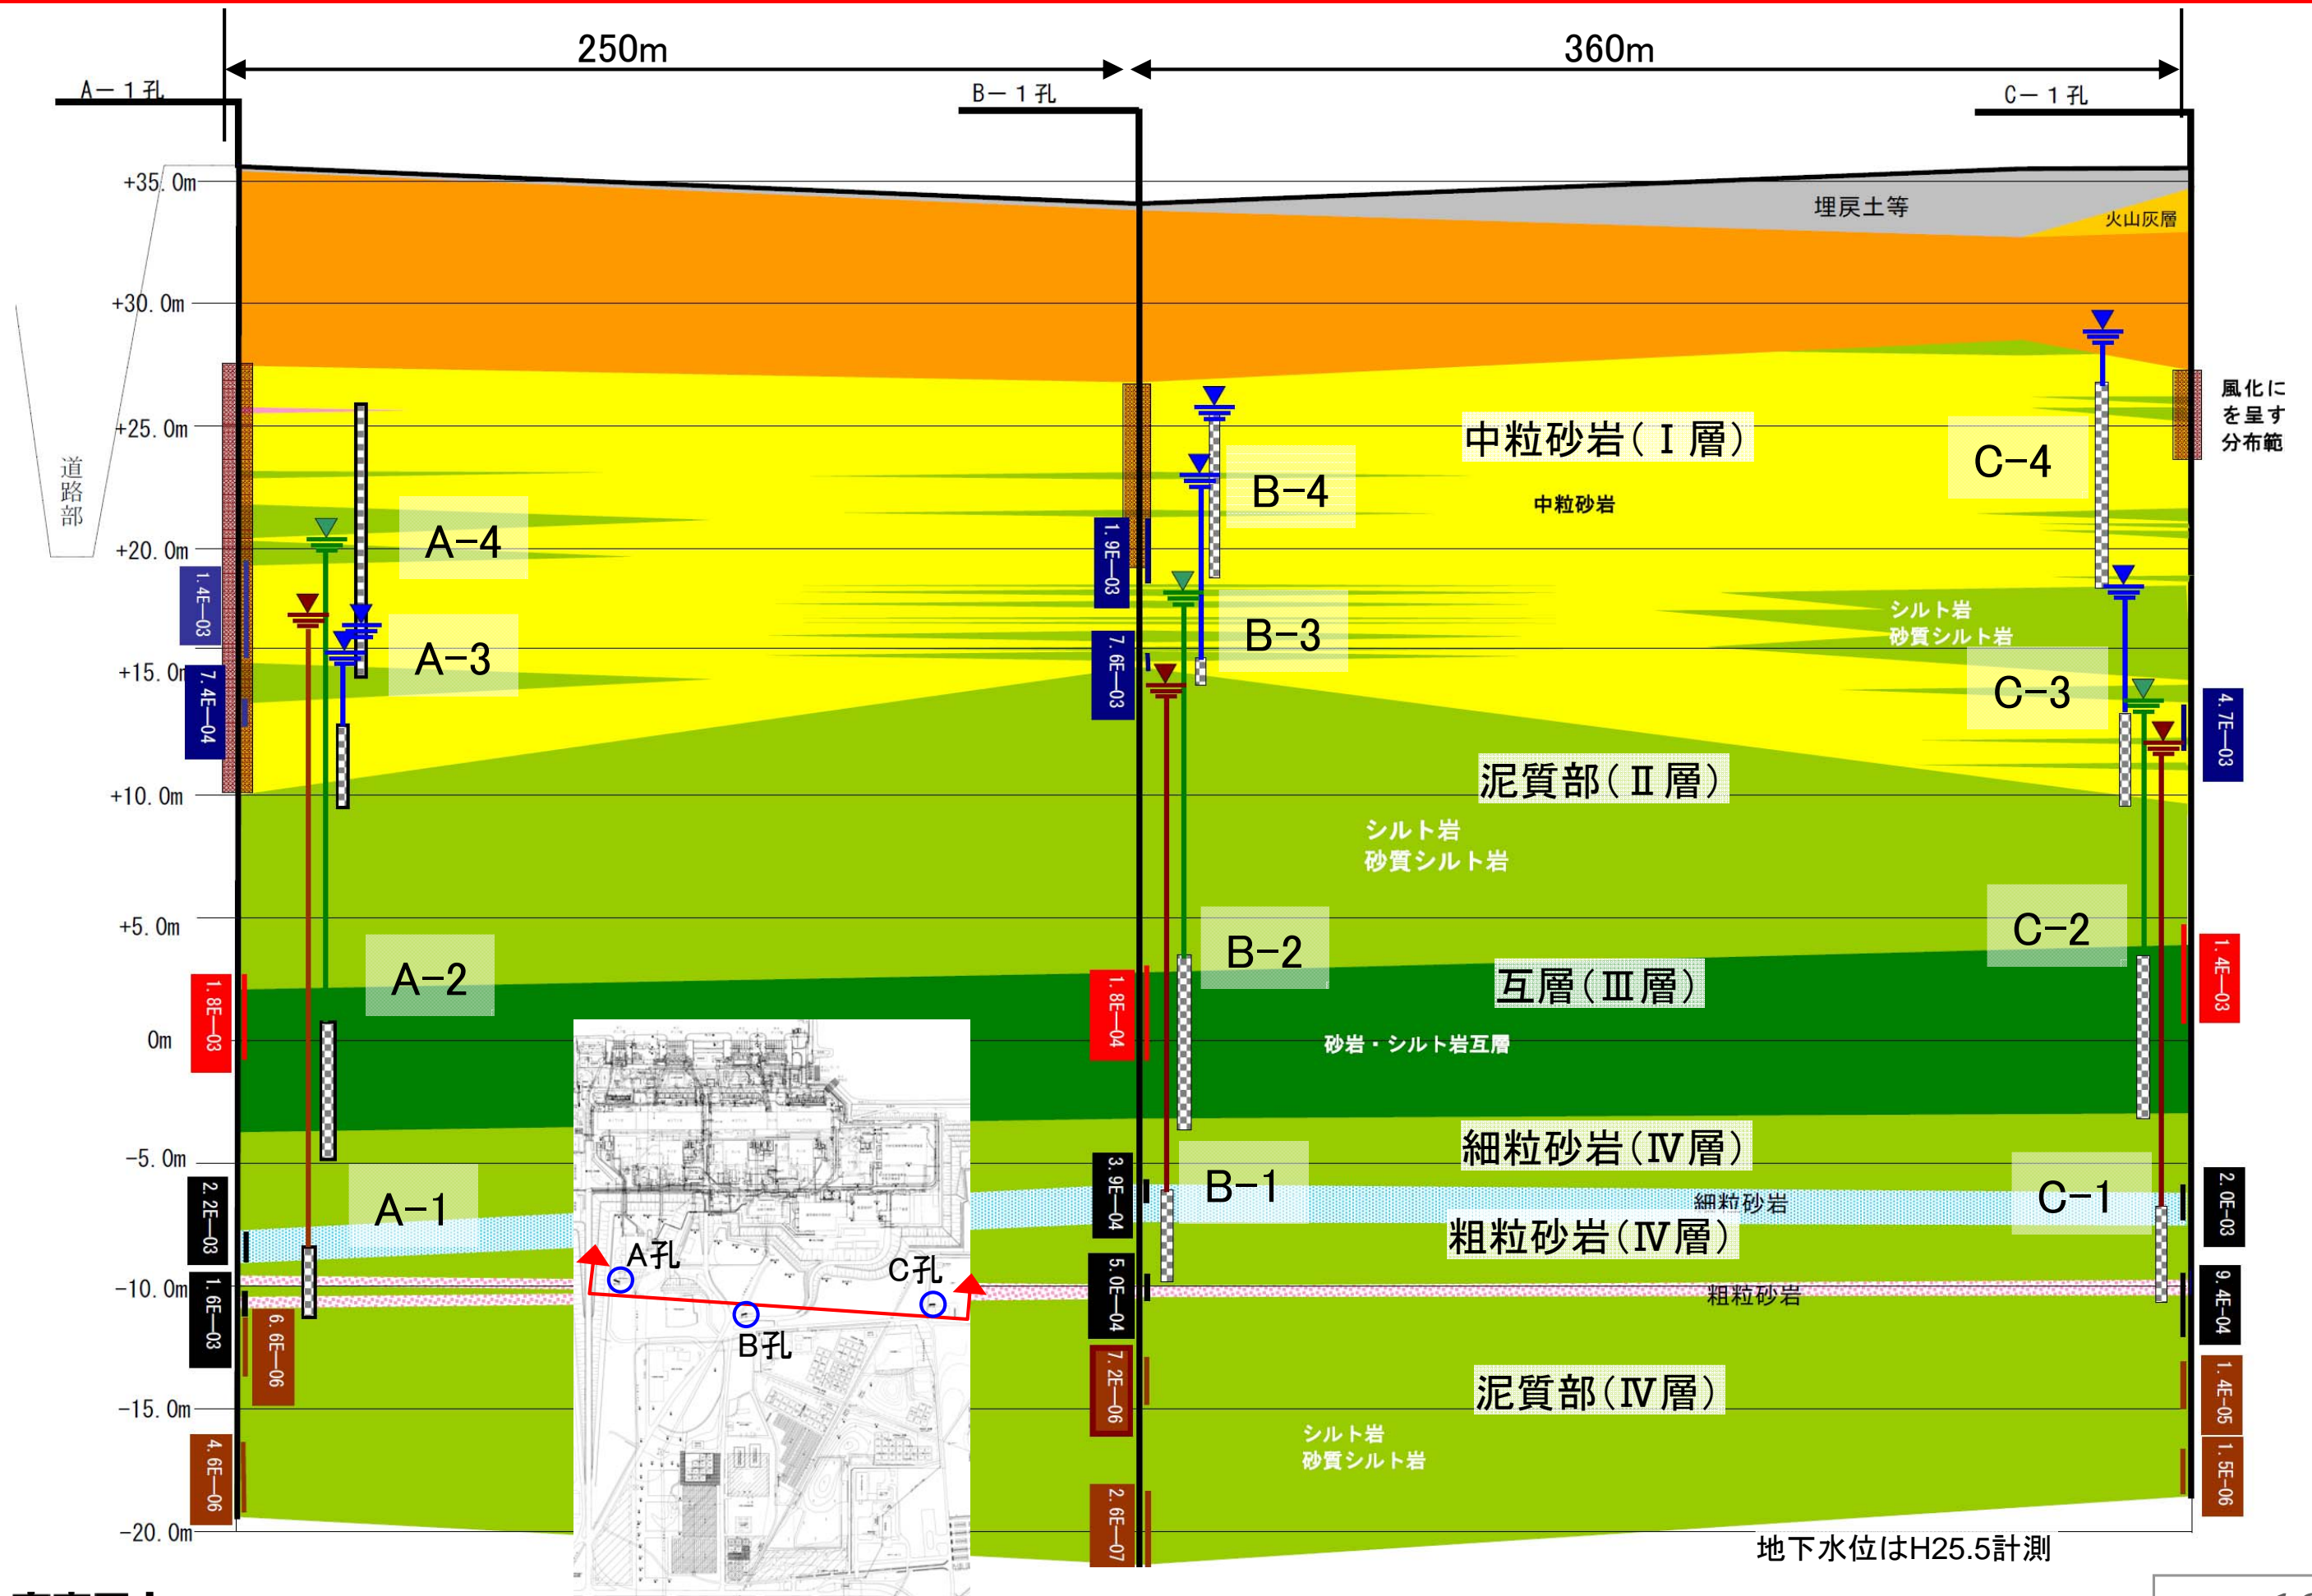 250m
360m
A－1孔
B－1孔
C－1孔
+35.0m
+30.0m
+25.0m
+20.0m
+15.0m
+10.0m
+5.0m
0m
−5.0m
−10.0m
−15.0m
−20.0m
道路部
埋戻土等
火山灰層
風化に
を呈す
分布範
中粒砂岩(Ⅰ層)
中粒砂岩
シルト岩
砂質シルト岩
泥質部(Ⅱ層)
シルト岩
砂質シルト岩
互層(Ⅲ層)
砂岩・シルト岩互層
細粒砂岩(Ⅳ層)
細粒砂岩
粗粒砂岩(Ⅳ層)
粗粒砂岩
泥質部(Ⅳ層)
シルト岩
砂質シルト岩
A-4
A-3
A-2
A-1
B-4
B-3
B-2
B-1
C-4
C-3
C-2
C-1
1.4E—03
7.4E—04
1.8E—03
2.2E—03
1.6E—03
6.6E—06
4.6E—06
1.9E—03
7.6E—03
1.8E—04
3.9E—04
5.0E—04
7.2E—06
2.6E—07
4.7E—03
1.4E—03
2.0E-03
9.4E-04
1.4E-05
1.5E-06
A孔
B孔
C孔
地下水位はH25.5計測